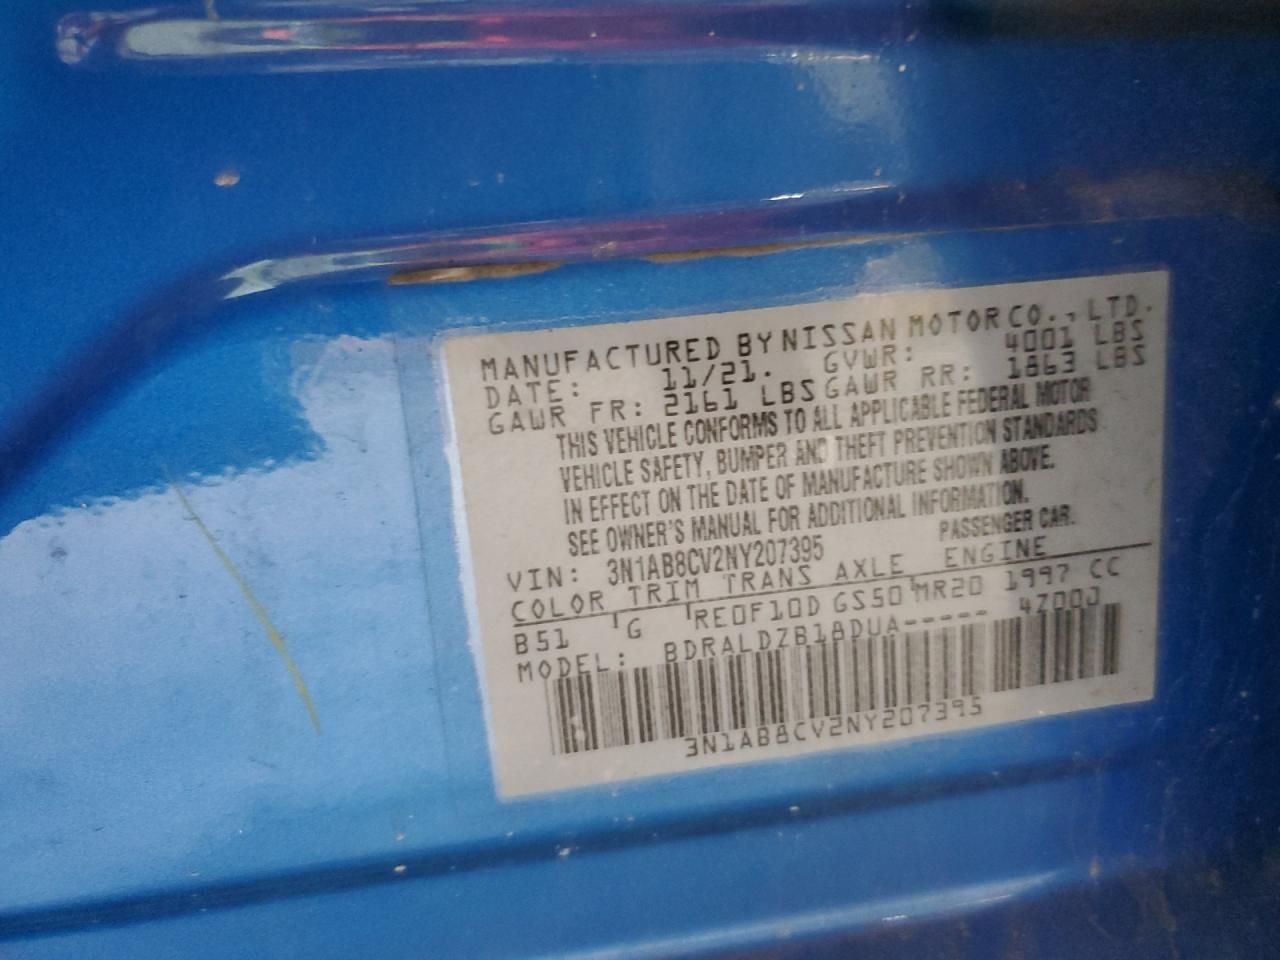 MANUFACTURED BY NISSAN MOTOR CO., LTD.
DATE: 11/21. GVWR: 4001 LBS
GAWR FR: 2161 LBS GAWR RR: 1863 LBS
THIS VEHICLE CONFORMS TO ALL APPLICABLE FEDERAL MOTOR
VEHICLE SAFETY, BUMPER AND THEFT PREVENTION STANDARDS
IN EFFECT ON THE DATE OF MANUFACTURE SHOWN ABOVE.
SEE OWNER'S MANUAL FOR ADDITIONAL INFORMATION.
VIN: 3N1AB8CV2NY207395 PASSENGER CAR.
COLOR TRIM TRANS AXLE ENGINE
B51 G RE0F10D GS50 MR20 1997 CC
MODEL: BDRALDZB18DUA----- 4Z00J
3N1AB8CV2NY207395